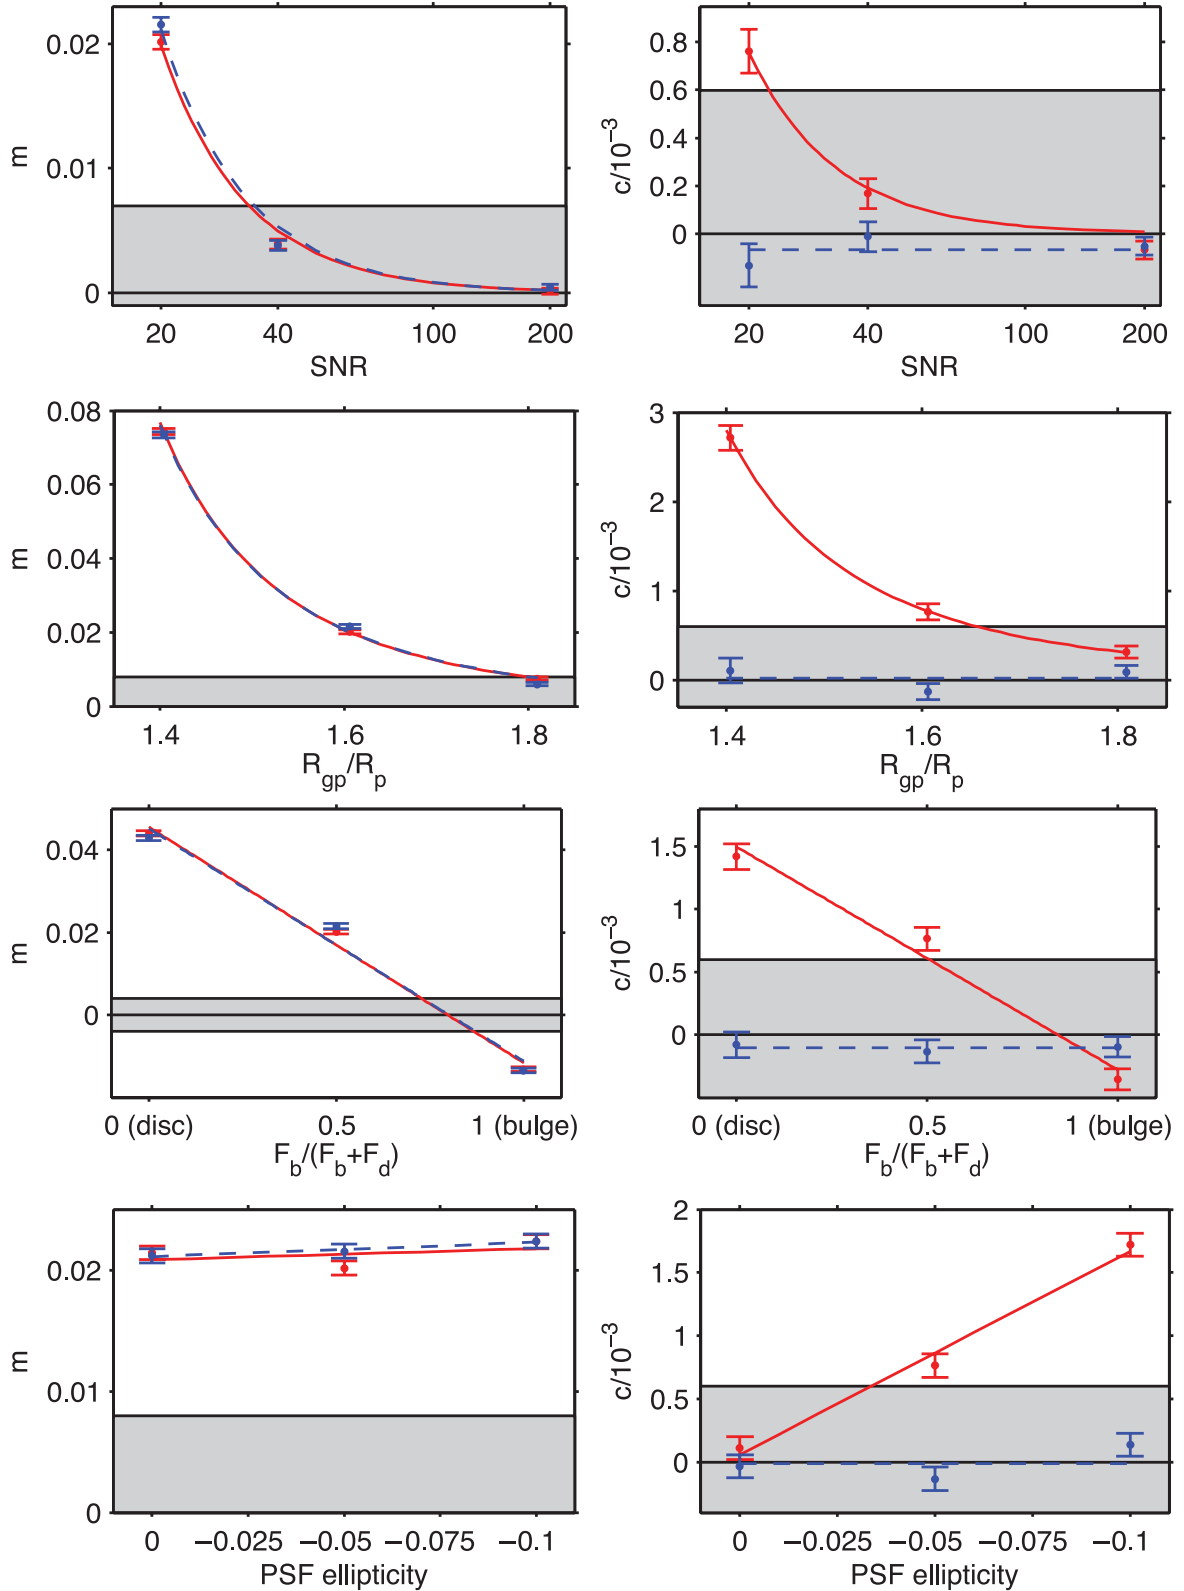 0.02
0.01
0
m
20 40 100 200
SNR
0.8
0.6
0.4
0.2
0
c/10⁻³
20 40 100 200
SNR
0.08
0.06
0.04
0.02
0
m
1.4 1.6 1.8
R_gp/R_p
3
2
1
0
c/10⁻³
1.4 1.6 1.8
R_gp/R_p
0.04
0.02
0
m
0 (disc) 0.5 1 (bulge)
F_b/(F_b+F_d)
1.5
1
0.5
0
c/10⁻³
0 (disc) 0.5 1 (bulge)
F_b/(F_b+F_d)
0.02
0.01
0
m
0 −0.025 −0.05 −0.075 −0.1
PSF ellipticity
2
1.5
1
0.5
0
c/10⁻³
0 −0.025 −0.05 −0.075 −0.1
PSF ellipticity